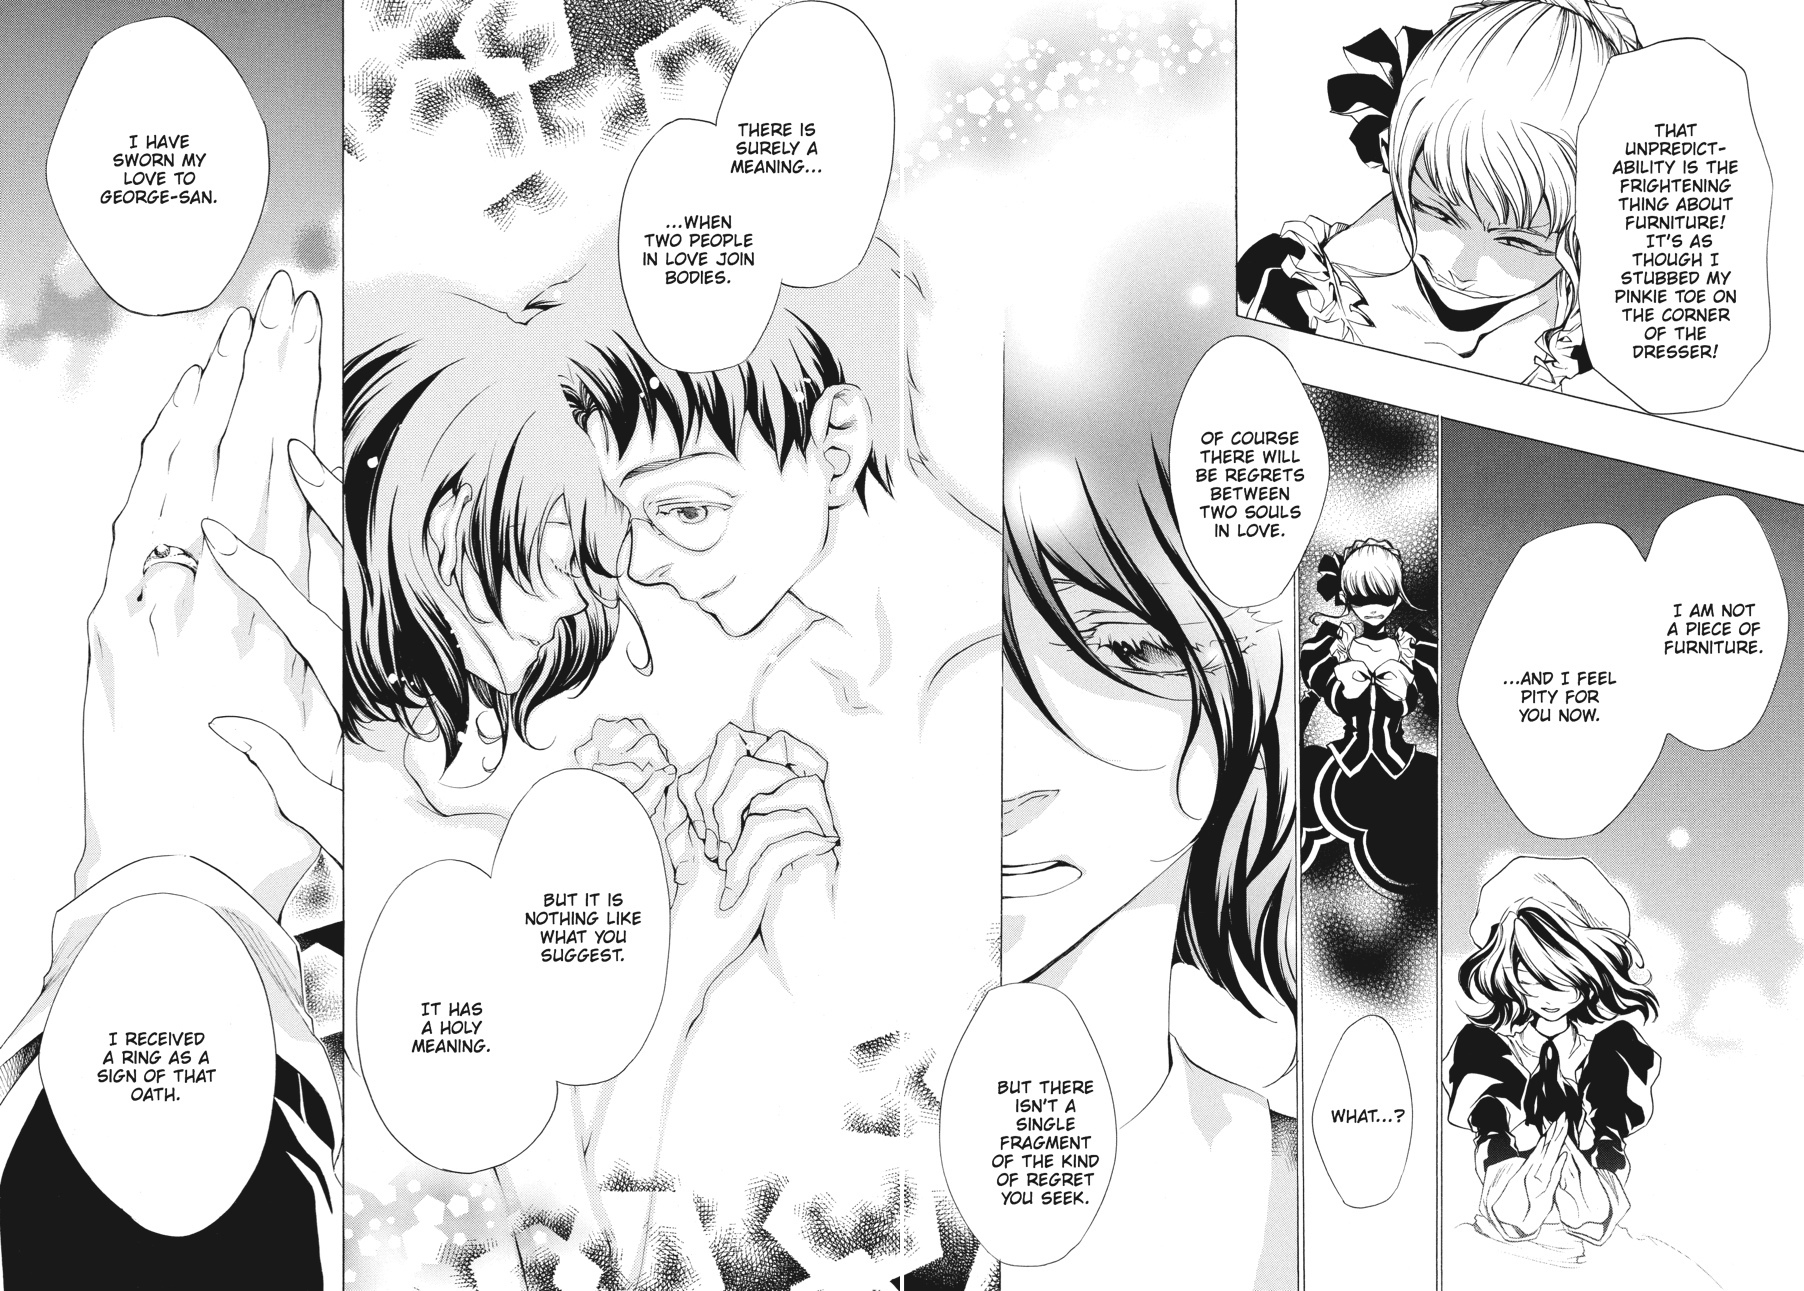 THAT
UNPREDICT-
ABILITY IS THE
FRIGHTENING
THING ABOUT
FURNITURE!
IT'S AS
THOUGH I
STUBBED MY
PINKIE TOE ON
THE CORNER
OF THE
DRESSER!
I AM NOT
A PIECE OF
FURNITURE.
...AND I FEEL
PITY FOR
YOU NOW.
WHAT...?
OF COURSE
THERE WILL
BE REGRETS
BETWEEN
TWO SOULS
IN LOVE.
BUT THERE
ISN'T A
SINGLE
FRAGMENT
OF THE KIND
OF REGRET
YOU SEEK.
THERE IS
SURELY A
MEANING...
...WHEN
TWO PEOPLE
IN LOVE JOIN
BODIES.
BUT IT IS
NOTHING LIKE
WHAT YOU
SUGGEST.
IT HAS
A HOLY
MEANING.
I HAVE
SWORN MY
LOVE TO
GEORGE-SAN.
I RECEIVED
A RING AS A
SIGN OF THAT
OATH.